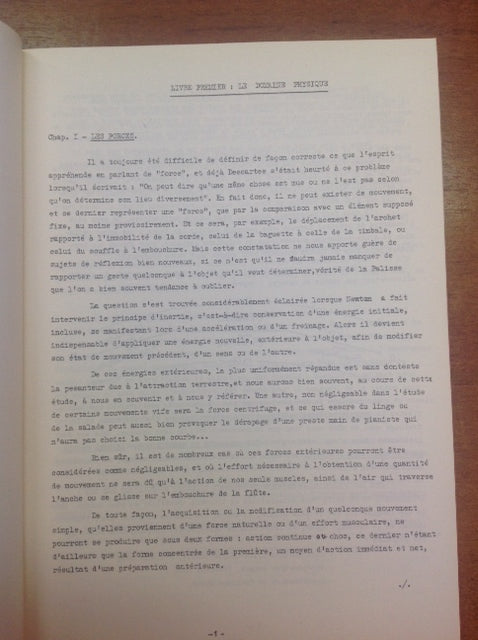 LIVRE PREMIER : LE DOMAINE PHYSIQUE
Chap. I - LES FORCES.
Il a toujours été difficile de définir de façon correcte ce que l'esprit
appréhende en parlant de "force", et déjà Descartes s'était heurté à ce problème
lorsqu'il écrivait : "On peut dire qu'une même chose est mue ou ne l'est pas selon
qu'on détermine son lieu diversement". En fait donc, il ne peut exister de mouvement,
et se dernier représenter une "force", que par la comparaison avec un élément supposé
fixe, au moins provisoirement. Et ce sera, par exemple, le déplacement de l'archet
rapporté à l'immobilité de la corde, celui de la baguette à celle de la timbale, ou
celui du souffle à l'embouchure. Mais cette constatation ne nous apporte guère de
sujets de réflexion bien nouveaux, si ce n'est qu'il ne faudra jamais manquer de
rapporter un geste quelconque à l'objet qu'il veut déterminer,vérité de la Palisse
que l'on a bien souvent tendance à oublier.
La question s'est trouvée considérablement éclairée lorsque Newton a fait
intervenir le principe d'inertie, c'est-à-dire conservation d'une énergie initiale,
incluse, se manifestant lors d'une accélération ou d'un freinage. Alors il devient
indispensable d'appliquer une énergie nouvelle, extérieure à l'objet, afin de modifier
son état de mouvement précédent, d'un sens ou de l'autre.
De ces énergies extérieures, la plus uniformément répandue est sans conteste
la pesanteur due à l'attraction terrestre,et nous aurons bien souvent, au cours de cette
étude, à nous en souvenir et à nous y référer. Une autre, non négligeable dans l'étude
de certains mouvements vifs sera la force centrifuge, et ce qui essore du linge ou
de la salade peut aussi bien provoquer le dérapage d'une preste main de pianiste qui
n'aura pas choisi la bonne courbe...
Bien sûr, il est de nombreux cas où ces forces extérieures pourront être
considérées comme négligeables, et où l'effort nécessaire à l'obtention d'une quantité
de mouvement ne sera dû qu'à l'action de nos seuls muscles, ainsi de l'air qui traverse
l'anche ou se glisse sur l'embouchure de la flûte.
De toute façon, l'acquisition ou la modification d'un quelconque mouvement
simple, qu'elles proviennent d'une force naturelle ou d'un effort musculaire, ne
pourront se produire que sous deux formes : action continue et choc, ce dernier n'étant
d'ailleurs que la forme concentrée de la première, un moyen d'action immédiat et net,
résultat d'une préparation antérieure.
./.
-1-